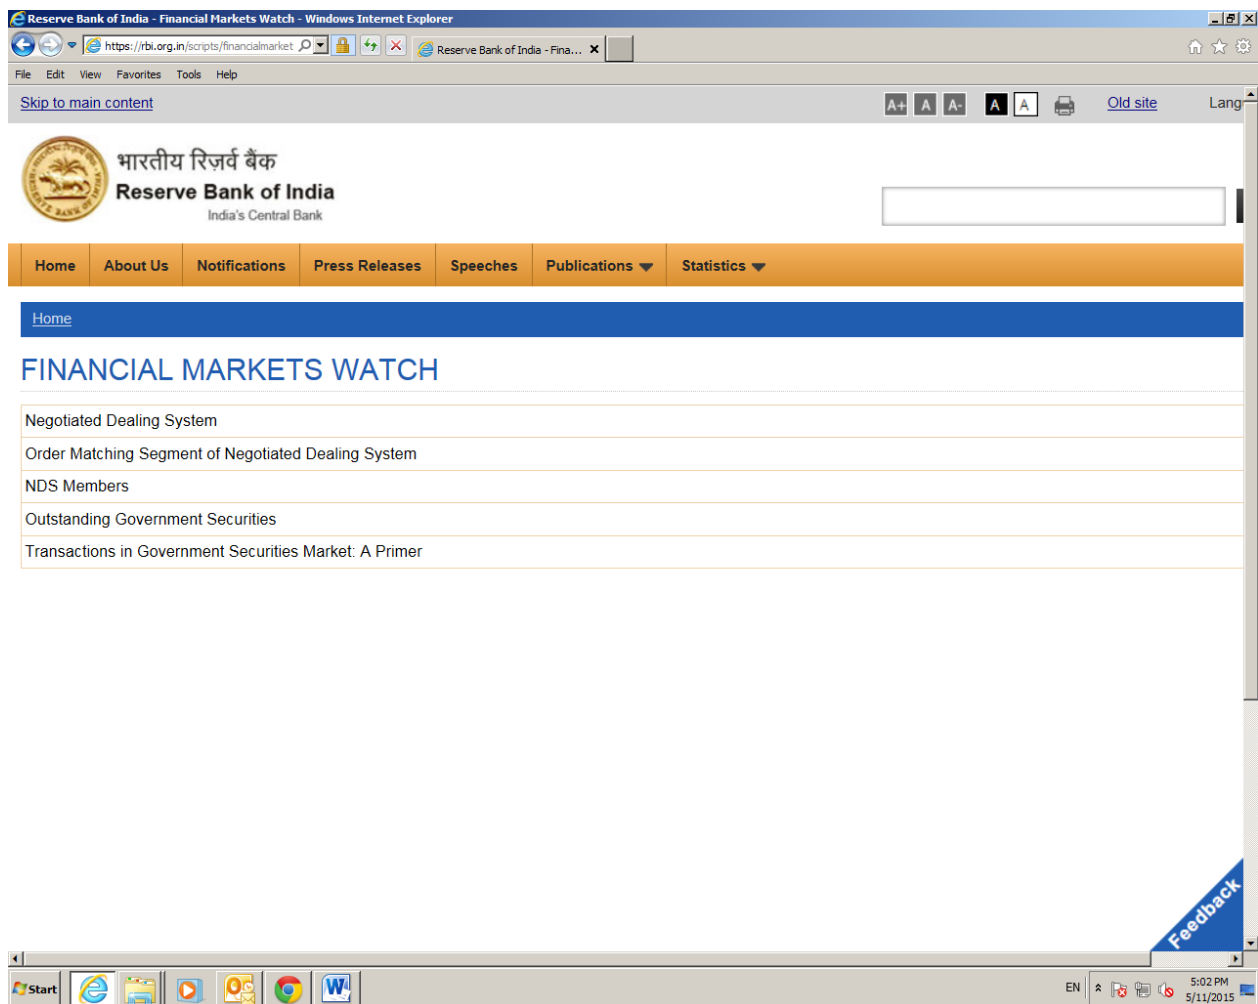 Reserve Bank of India - Financial Markets Watch - Windows Internet Explorer
https://rbi.org.in/scripts/financialmarket
Reserve Bank of India - Fina...
File Edit View Favorites Tools Help
Skip to main content A+ A A- A A Old site Lang
भारतीय रिज़र्व बैंक
Reserve Bank of India
India's Central Bank
Home About Us Notifications Press Releases Speeches Publications Statistics
Home
FINANCIAL MARKETS WATCH
Negotiated Dealing System
Order Matching Segment of Negotiated Dealing System
NDS Members
Outstanding Government Securities
Transactions in Government Securities Market: A Primer
Feedback
Start EN 5:02 PM
5/11/2015